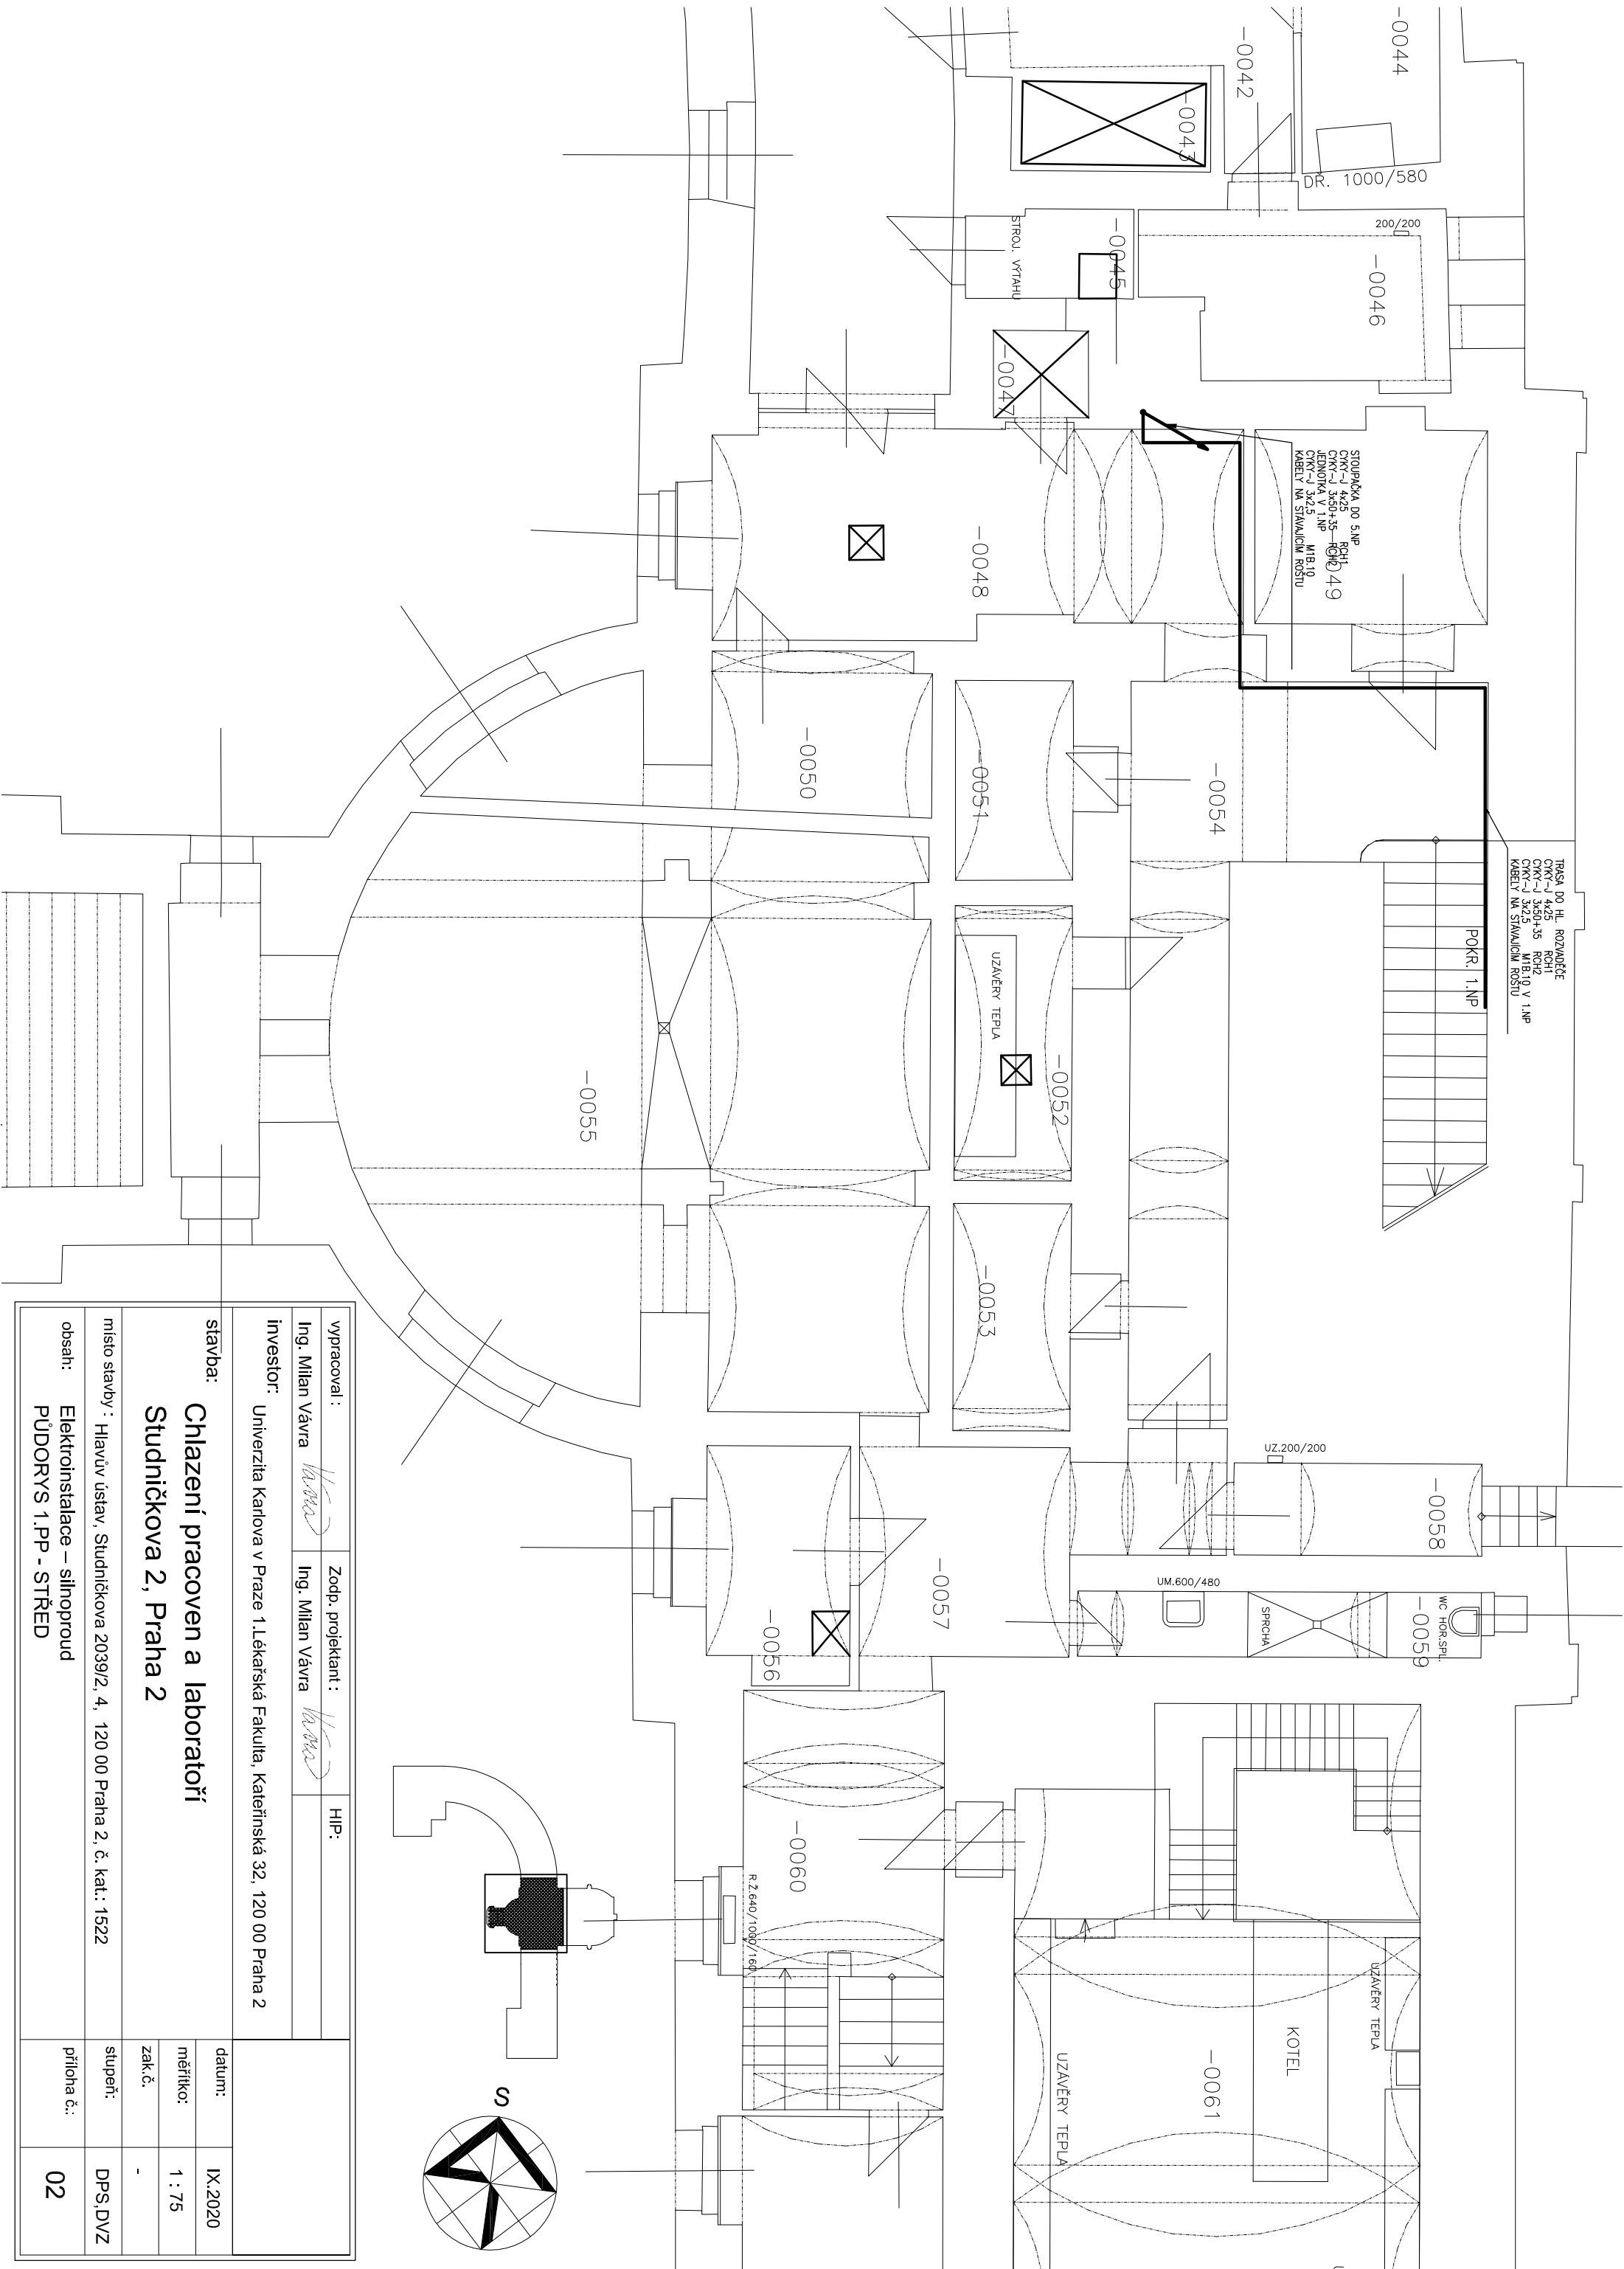 -0044
-0042
-0043
DŘ. 1000/580
200/200
-0045
STROJ. VÝTAHU
-0046
-0047
-0048
STOUPAČKA DO 5.NP
CYKY-J 4x25 RCH1
CYKY-J 3x50+35 RCH2
JEDNOTKA V 1.NP
CYKY-J 3x2,5 M1B.10
KABELY NA STÁVAJÍCÍM ROŠTU
-0049
-0050
-0051
-0054
TRASA DO HL. ROZVADĚČE
CYKY-J 4x25 RCH1
CYKY-J 3x50+35 RCH2
CYKY-J 3x2,5 M1B.10 V 1.NP
KABELY NA STÁVAJÍCÍM ROŠTU
POKR. 1.NP
UZÁVĚRY TEPLA
-0052
-0055
-0053
UZ.200/200
-0058
UM.600/480
SPRCHA
WC HOR.SPL.
-0059
-0057
-0056
-0060
R.Ž.640/1000/160
UZÁVĚRY TEPLA
KOTEL
-0061
UZÁVĚRY TEPLA
S
vypracoval :
Zodp. projektant :
HIP:
Ing. Milan Vávra
Ing. Milan Vávra
investor: Univerzita Karlova v Praze 1.Lékařská Fakulta, Kateřinská 32, 120 00 Praha 2
stavba: Chlazení pracoven a laboratoří
Studničkova 2, Praha 2
místo stavby : Hlavův ústav, Studničkova 2039/2, 4, 120 00 Praha 2, č. kat.: 1522
obsah: Elektroinstalace – silnoproud
PŮDORYS 1.PP - STŘED
datum: IX.2020
měřítko: 1 : 75
zak.č. -
stupeň: DPS,DVZ
příloha č.: 02